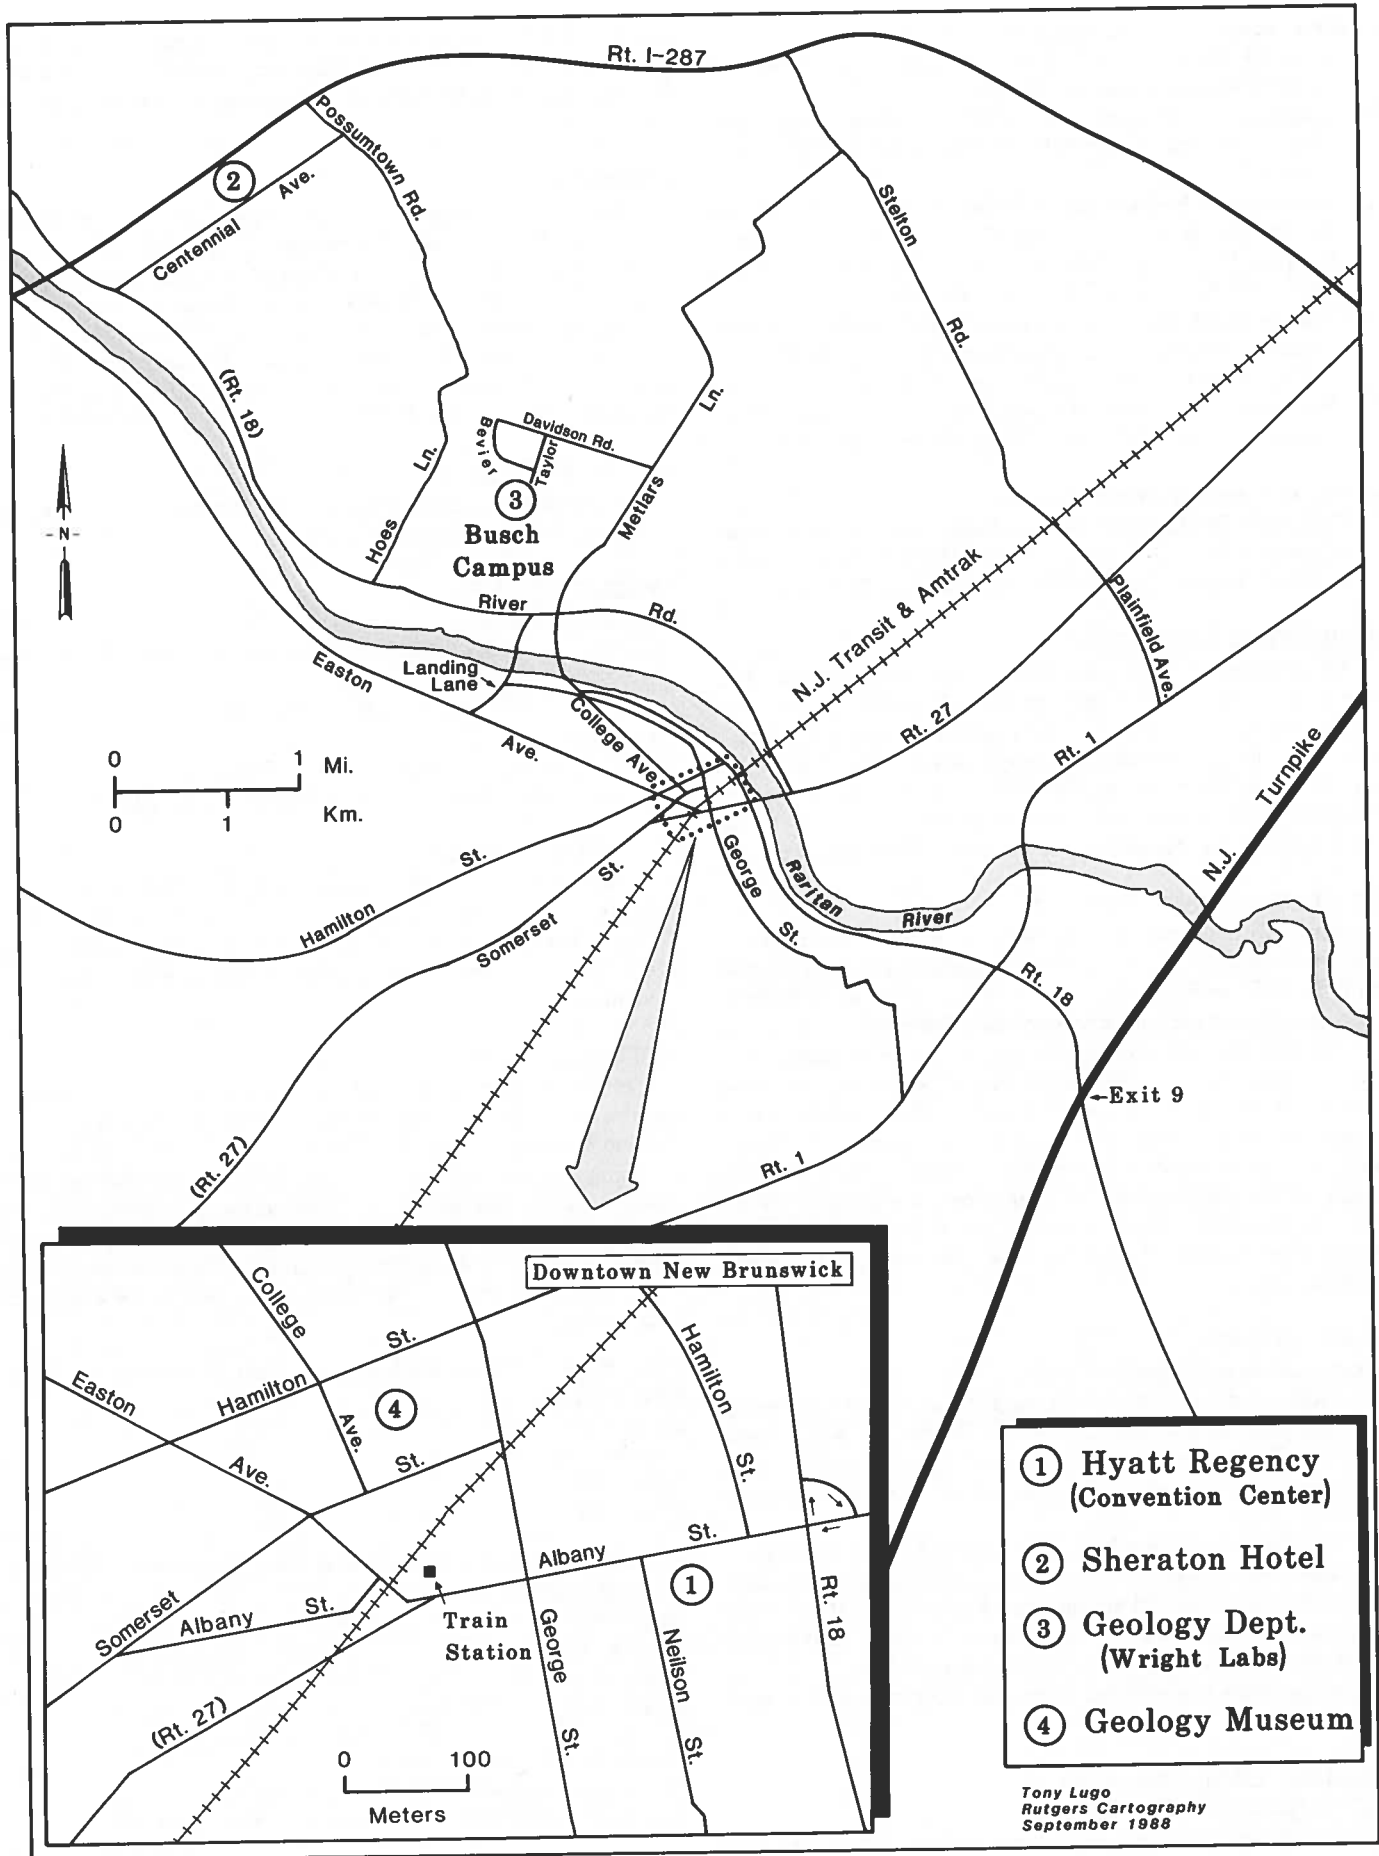 Rt. I-287
Possumtown Rd.
2
Centennial Ave.
Stelton Rd.
(Rt. 18)
Metlars Ln.
Bevier
Davidson Rd.
Taylor
3
Busch
Campus
Hoes Ln.
-N-
River Rd.
N.J. Transit & Amtrak
Plainfield Ave.
Landing
Lane
Easton Ave.
College Ave.
Rt. 27
Rt. 1
N.J. Turnpike
0 1 Mi.
0 1 Km.
Hamilton St.
Somerset St.
George St.
Raritan River
Rt. 18
Exit 9
(Rt. 27)
Rt. 1
Downtown New Brunswick
College Ave.
Hamilton St.
Easton Ave.
4
St.
Hamilton St.
Somerset
Albany St.
Albany St.
Train
Station
1
George St.
Neilson St.
Rt. 18
(Rt. 27)
0 100
Meters
1 Hyatt Regency
(Convention Center)
2 Sheraton Hotel
3 Geology Dept.
(Wright Labs)
4 Geology Museum
Tony Lugo
Rutgers Cartography
September 1988